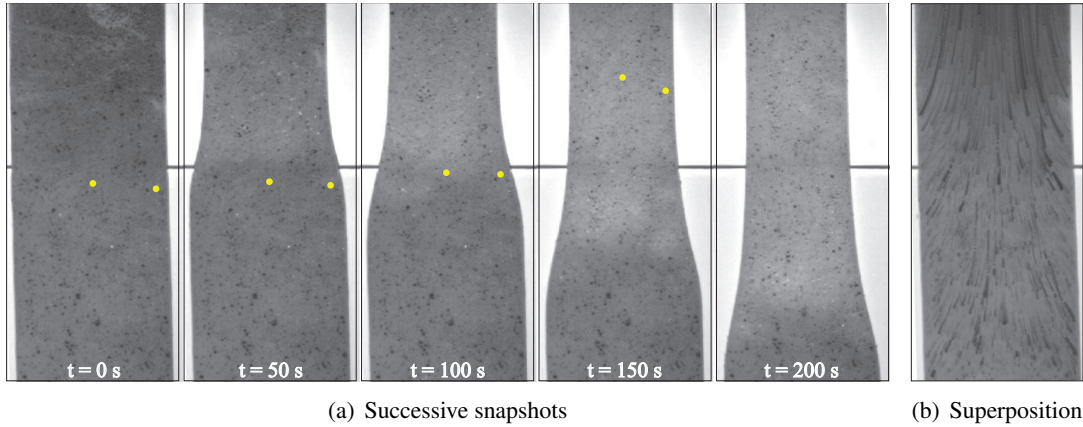 t = 0 s
t = 50 s
t = 100 s
t = 150 s
t = 200 s
(a) Successive snapshots
(b) Superposition